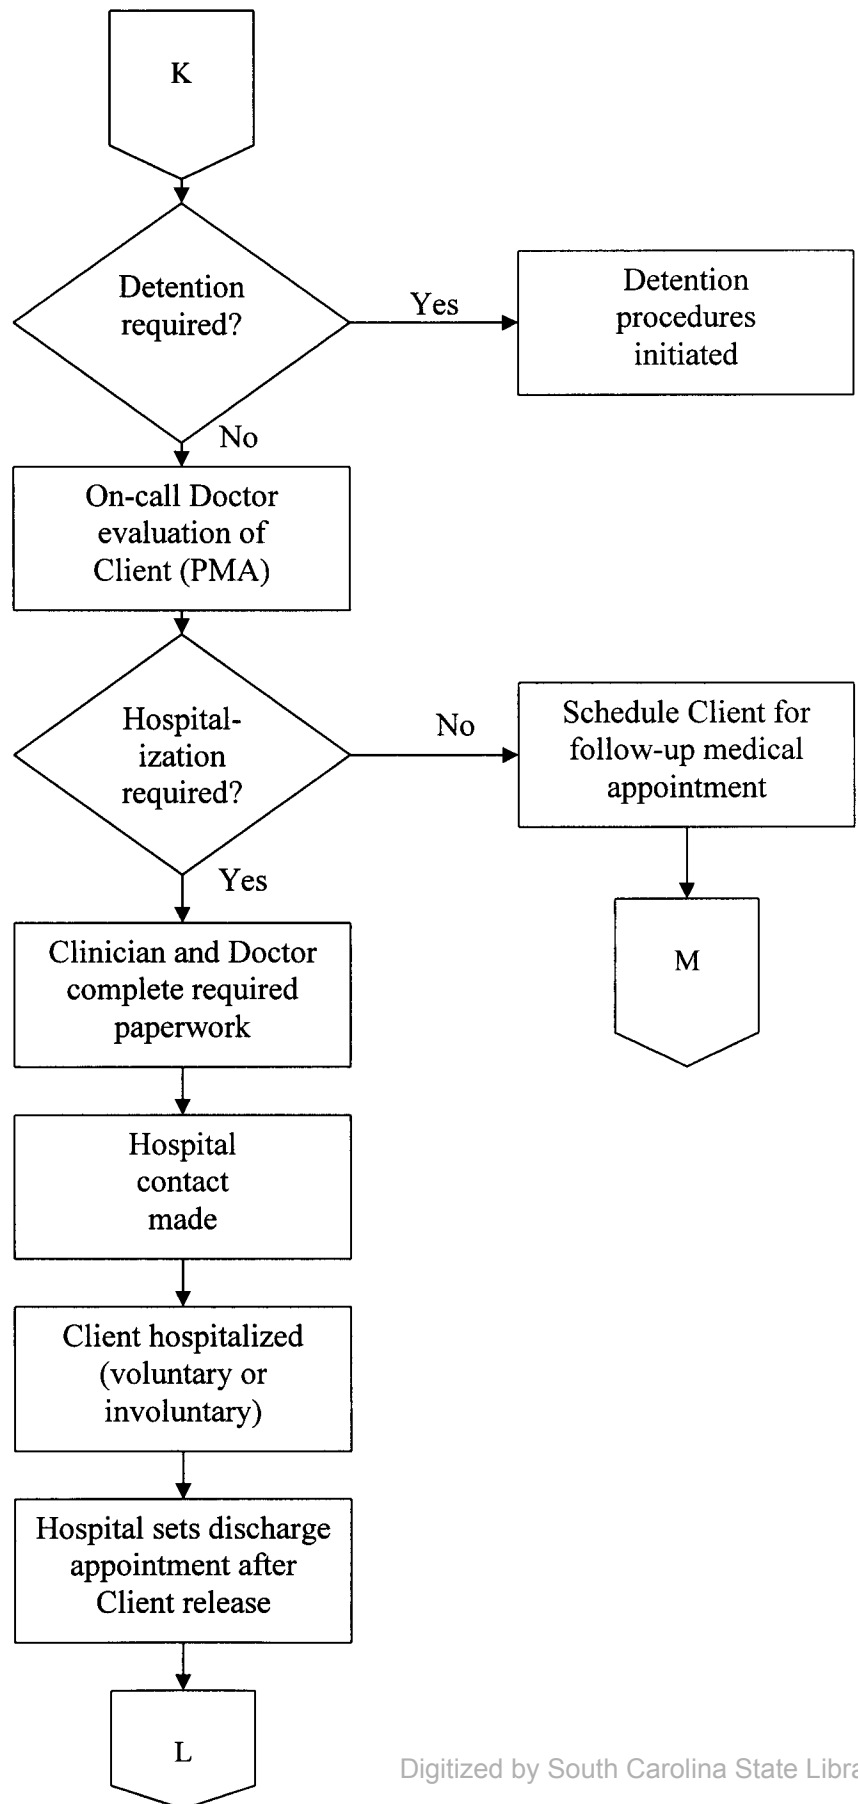 K
Detention
required?
Yes
Detention
procedures
initiated
No
On-call Doctor
evaluation of
Client (PMA)
Hospital-
ization
required?
No
Schedule Client for
follow-up medical
appointment
Yes
M
Clinician and Doctor
complete required
paperwork
Hospital
contact
made
Client hospitalized
(voluntary or
involuntary)
Hospital sets discharge
appointment after
Client release
L
Digitized by South Carolina State Libra